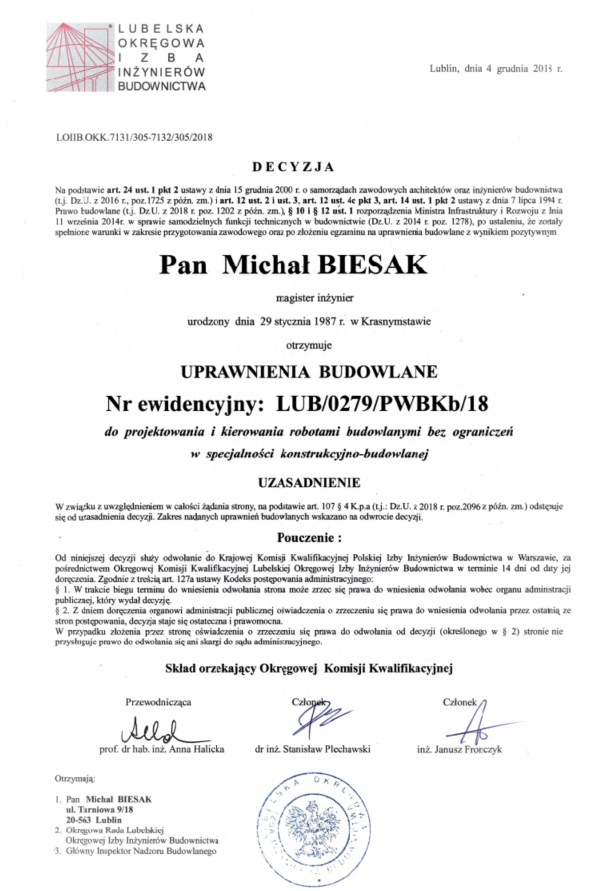 LUBELSKA
OKRĘGOWA
IZBA
INŻYNIERÓW
BUDOWNICTWA
Lublin, dnia 4 grudnia 2018 r.
LOIIB.OKK.7131/305-7132/305/2018
DECYZJA
Na podstawie art. 24 ust. 1 pkt 2 ustawy z dnia 15 grudnia 2000 r. o samorządach zawodowych architektów oraz inżynierów budownictwa
(t.j. Dz.U. z 2016 r., poz.1725 z późn. zm.) i art. 12 ust. 2 i ust. 3, art. 12 ust. 4c pkt 3, art. 14 ust. 1 pkt 2 ustawy z dnia 7 lipca 1994 r.
Prawo budowlane (t.j. Dz.U. z 2018 r. poz. 1202 z późn. zm.), § 10 i § 12 ust. 1 rozporządzenia Ministra Infrastruktury i Rozwoju z dnia
11 września 2014r. w sprawie samodzielnych funkcji technicznych w budownictwie (Dz.U. z 2014 r. poz. 1278), po ustaleniu, że zostały
spełnione warunki w zakresie przygotowania zawodowego oraz po złożeniu egzaminu na uprawnienia budowlane z wynikiem pozytywnym
Pan Michał BIESAK
magister inżynier
urodzony dnia 29 stycznia 1987 r. w Krasnymstawie
otrzymuje
UPRAWNIENIA BUDOWLANE
Nr ewidencyjny: LUB/0279/PWBKb/18
do projektowania i kierowania robotami budowlanymi bez ograniczeń
w specjalności konstrukcyjno-budowlanej
UZASADNIENIE
W związku z uwzględnieniem w całości żądania strony, na podstawie art. 107 § 4 K.p.a (t.j.: Dz.U. z 2018 r. poz.2096 z późn. zm.) odstępuje
się od uzasadnienia decyzji. Zakres nadanych uprawnień budowlanych wskazano na odwrocie decyzji.
Pouczenie :
Od niniejszej decyzji służy odwołanie do Krajowej Komisji Kwalifikacyjnej Polskiej Izby Inżynierów Budownictwa w Warszawie, za
pośrednictwem Okręgowej Komisji Kwalifikacyjnej Lubelskiej Okręgowej Izby Inżynierów Budownictwa w terminie 14 dni od daty jej
doręczenia. Zgodnie z treścią art. 127a ustawy Kodeks postępowania administracyjnego:
§ 1. W trakcie biegu terminu do wniesienia odwołania strona może zrzec się prawa do wniesienia odwołania wobec organu administracji
publicznej, który wydał decyzję.
§ 2. Z dniem doręczenia organowi administracji publicznej oświadczenia o zrzeczeniu się prawa do wniesienia odwołania przez ostatnią ze
stron postępowania, decyzja staje się ostateczna i prawomocna.
W przypadku złożenia przez stronę oświadczenia o zrzeczeniu się prawa do odwołania od decyzji (określonego w § 2) stronie nie
przysługuje prawo do odwołania się ani skargi do sądu administracyjnego.
Skład orzekający Okręgowej Komisji Kwalifikacyjnej
Przewodnicząca Członek Członek
prof. dr hab. inż. Anna Halicka dr inż. Stanisław Plechawski inż. Janusz Fronczyk
Otrzymują:
1. Pan Michał BIESAK
ul. Tarniowa 9/18
20-563 Lublin
2. Okręgowa Rada Lubelskiej
Okręgowej Izby Inżynierów Budownictwa
3. Główny Inspektor Nadzoru Budowlanego